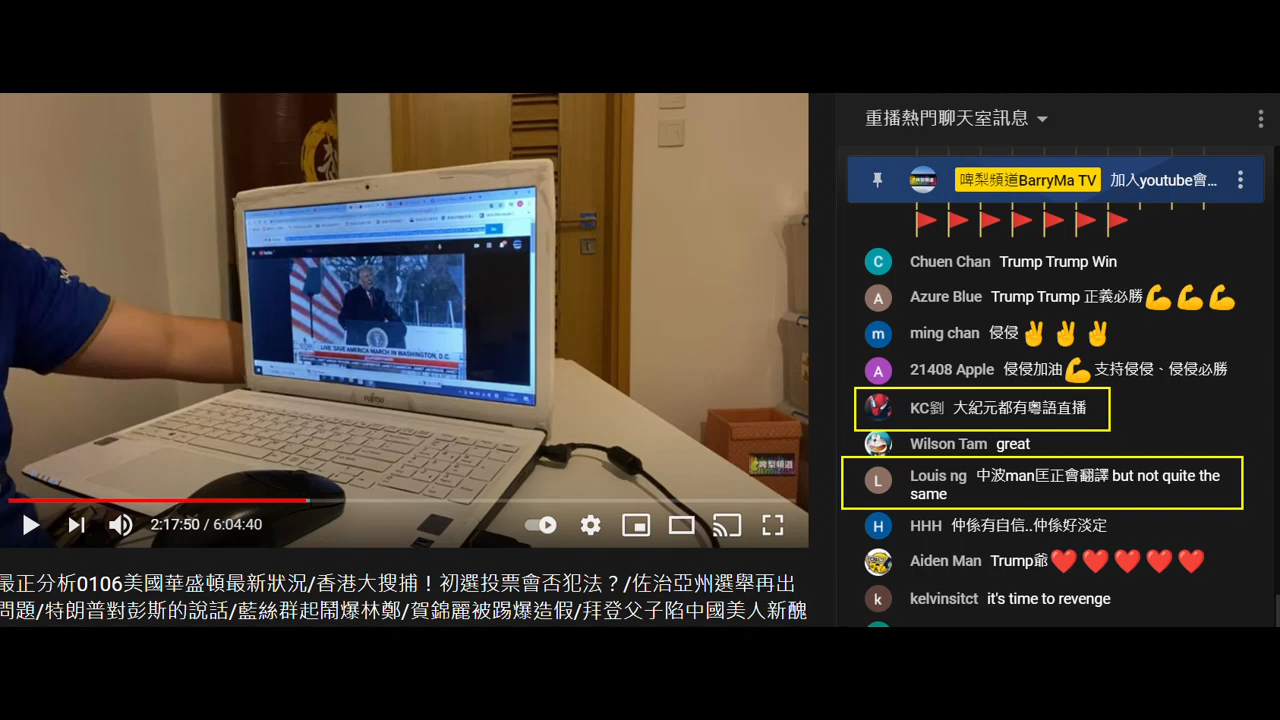 LIVE: SAVE AMERICA MARCH IN WASHINGTON, D.C.
FUJITSU
啤梨頻道
2:17:50 / 6:04:40
最正分析0106美國華盛頓最新狀況/香港大搜捕！初選投票會否犯法？/佐治亞州選舉再出
問題/特朗普對彭斯的說話/藍絲群起鬧爆林鄭/賀錦麗被踢爆造假/拜登父子陷中國美人新醜
重播熱門聊天室訊息
啤梨頻道BarryMa TV 加入youtube會...
C Chuen Chan Trump Trump Win
A Azure Blue Trump Trump 正義必勝💪💪💪
m ming chan 侵侵✌✌✌
A 21408 Apple 侵侵加油💪支持侵侵、侵侵必勝
KC劉 大紀元都有粵語直播
Wilson Tam great
L Louis ng 中波man匡正會翻譯 but not quite the
same
H HHH 仲係有自信..仲係好淡定
Aiden Man Trump爺❤❤❤❤❤
k kelvinsitct it's time to revenge